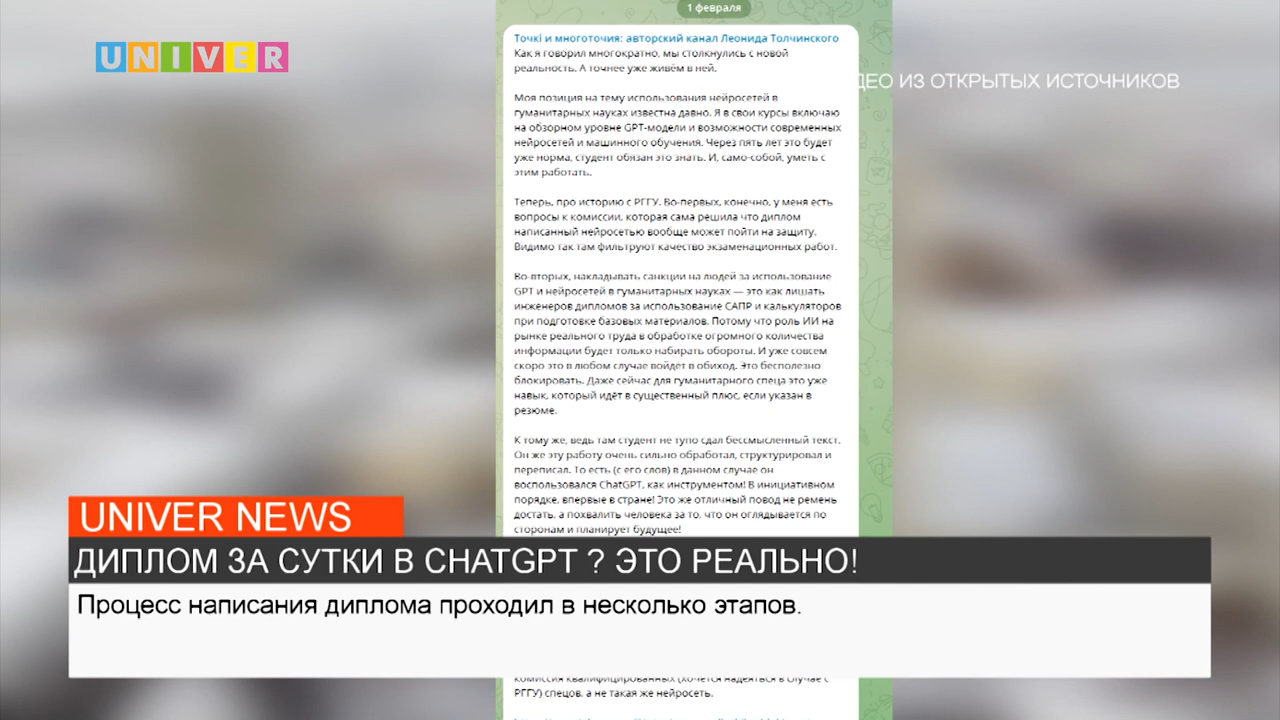 1 февраля
UNIVER
ДЕО ИЗ ОТКРЫТЫХ ИСТОЧНИКОВ
Точкİ и многоточия: авторский канал Леонида Толчинского
Как я говорил многократно, мы столкнулись с новой
реальность. А точнее уже живём в ней.
Моя позиция на тему использования нейросетей в
гуманитарных науках известна давно. Я в свои курсы включаю
на обзорном уровне GPT-модели и возможности современных
нейросетей и машинного обучения. Через пять лет это будет
уже норма, студент обязан это знать. И, само-собой, уметь с
этим работать.
Теперь, про историю с РГГУ. Во-первых, конечно, у меня есть
вопросы к комиссии, которая сама решила что диплом
написанный нейросетью вообще может пойти на защиту.
Видимо так там фильтруют качество экзаменационных работ.
Во-вторых, накладывать санкции на людей за использование
GPT и нейросетей в гуманитарных науках — это как лишать
инженеров дипломов за использование САПР и калькуляторов
при подготовке базовых материалов. Потому что роль ИИ на
рынке реального труда в обработке огромного количества
информации будет только набирать обороты. И уже совсем
скоро это в любом случае войдёт в обиход. Это бесполезно
блокировать. Даже сейчас для гуманитарного спеца это уже
навык, который идёт в существенный плюс, если указан в
резюме.
К тому же, ведь там студент не тупо сдал бессмысленный текст.
Он же эту работу очень сильно обработал, структурировал и
переписал. То есть (с его слов) в данном случае он
воспользовался ChatGPT, как инструментом! В инициативном
порядке, впервые в стране! Это же отличный повод не ремень
достать, а похвалить человека за то, что он оглядывается по
сторонам и планирует будущее!
UNIVER NEWS
ДИПЛОМ ЗА СУТКИ В CHATGPT ? ЭТО РЕАЛЬНО!
Процесс написания диплома проходил в несколько этапов.
комиссия квалифицированных (хочется надеяться в случае с
РГГУ) спецов, а не такая же нейросеть.